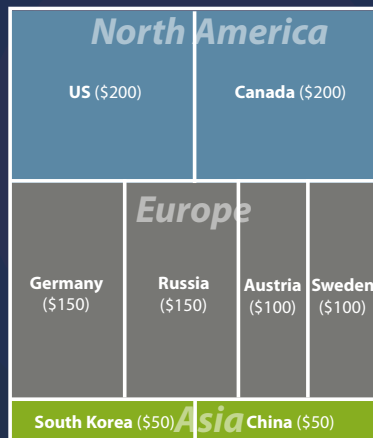 North America
US ($200) Canada ($200)
Europe
Germany Russia Austria Sweden
($150) ($150) ($100) ($100)
South Korea ($50) Asia China ($50)